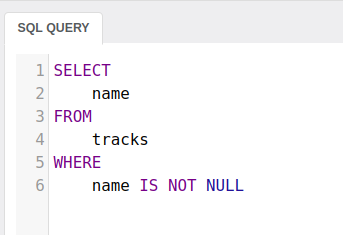 SQL QUERY
1 SELECT
2     name
3 FROM
4     tracks
5 WHERE
6     name IS NOT NULL